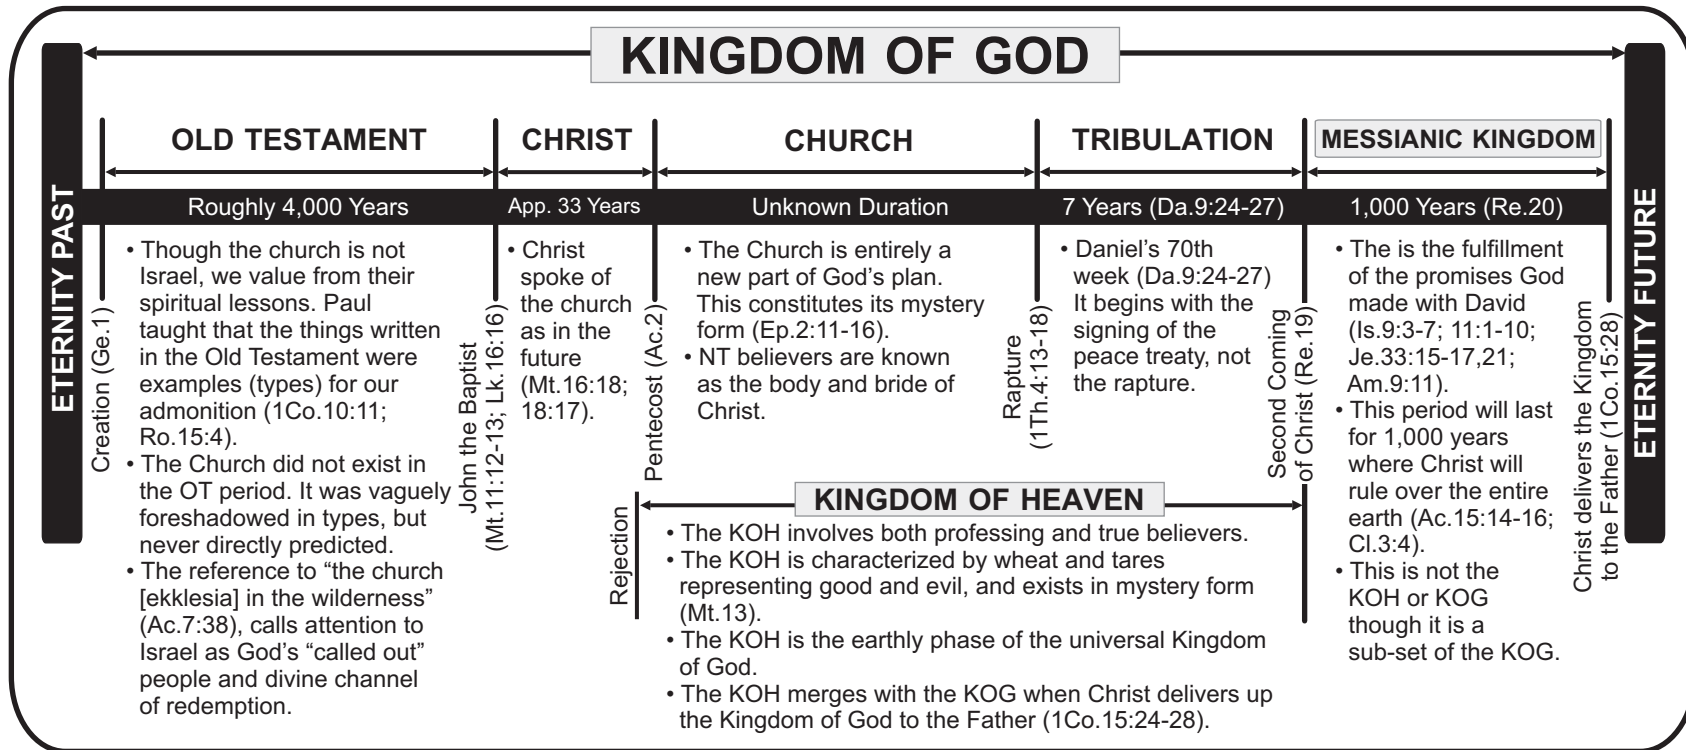 KINGDOM OF GOD
ETERNITY PAST
Creation (Ge.1)
OLD TESTAMENT
Roughly 4,000 Years
• Though the church is not
Israel, we value from their
spiritual lessons. Paul
taught that the things written
in the Old Testament were
examples (types) for our
admonition (1Co.10:11;
Ro.15:4).
• The Church did not exist in
the OT period. It was vaguely
foreshadowed in types, but
never directly predicted.
• The reference to “the church
[ekklesia] in the wilderness”
(Ac.7:38), calls attention to
Israel as God’s “called out”
people and divine channel
of redemption.
John the Baptist
(Mt.11:12-13; Lk.16:16)
CHRIST
App. 33 Years
• Christ
spoke of
the church
as in the
future
(Mt.16:18;
18:17).
Pentecost (Ac.2)
CHURCH
Unknown Duration
• The Church is entirely a
new part of God’s plan.
This constitutes its mystery
form (Ep.2:11-16).
• NT believers are known
as the body and bride of
Christ.
Rapture
(1Th.4:13-18)
TRIBULATION
7 Years (Da.9:24-27)
• Daniel’s 70th
week (Da.9:24-27)
It begins with the
signing of the
peace treaty, not
the rapture.
Second Coming
of Christ (Re.19)
Rejection
KINGDOM OF HEAVEN
• The KOH involves both professing and true believers.
• The KOH is characterized by wheat and tares
representing good and evil, and exists in mystery form
(Mt.13).
• The KOH is the earthly phase of the universal Kingdom
of God.
• The KOH merges with the KOG when Christ delivers up
the Kingdom of God to the Father (1Co.15:24-28).
MESSIANIC KINGDOM
1,000 Years (Re.20)
• The is the fulfillment
of the promises God
made with David
(Is.9:3-7; 11:1-10;
Je.33:15-17,21;
Am.9:11).
• This period will last
for 1,000 years
where Christ will
rule over the entire
earth (Ac.15:14-16;
Cl.3:4).
• This is not the
KOH or KOG
though it is a
sub-set of the KOG.
Christ delivers the Kingdom
to the Father (1Co.15:28)
ETERNITY FUTURE